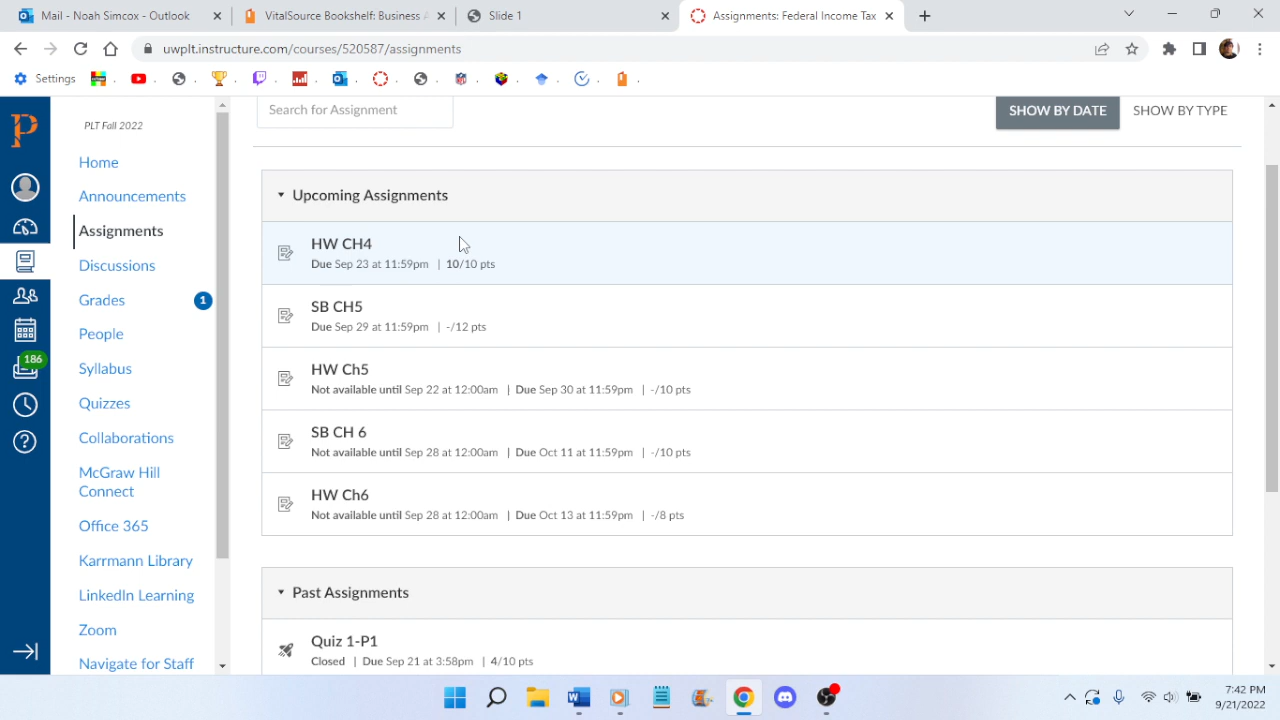 Mail - Noah Moris - Outlook
VitalSource Bookshelf: Business A
Slide 1
Assignments: Federal Income Tax
uwplt.instructure.com/courses/520587/assignments
Settings
PLT Fall 2022
Home
Announcements
Assignments
Discussions
Grades
1
People
Syllabus
Quizzes
Collaborations
McGraw Hill
Connect
Office 365
Karrmann Library
LinkedIn Learning
Zoom
Navigate for Staff
186
Search for Assignment
SHOW BY DATE
SHOW BY TYPE
Upcoming Assignments
HW CH4
Due Sep 23 at 11:59pm | 10/10 pts
SB CH5
Due Sep 29 at 11:59pm | -/12 pts
HW Ch5
Not available until Sep 22 at 12:00am | Due Sep 30 at 11:59pm | -/10 pts
SB CH 6
Not available until Sep 28 at 12:00am | Due Oct 11 at 11:59pm | -/10 pts
HW Ch6
Not available until Sep 28 at 12:00am | Due Oct 13 at 11:59pm | -/8 pts
Past Assignments
Quiz 1-P1
Closed | Due Sep 21 at 3:58pm | 4/10 pts
7:42 PM
9/21/2022